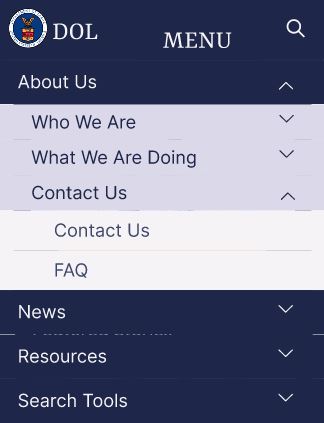 DOL
MENU
About Us
Who We Are
What We Are Doing
Contact Us
Contact Us
FAQ
News
Resources
Search Tools